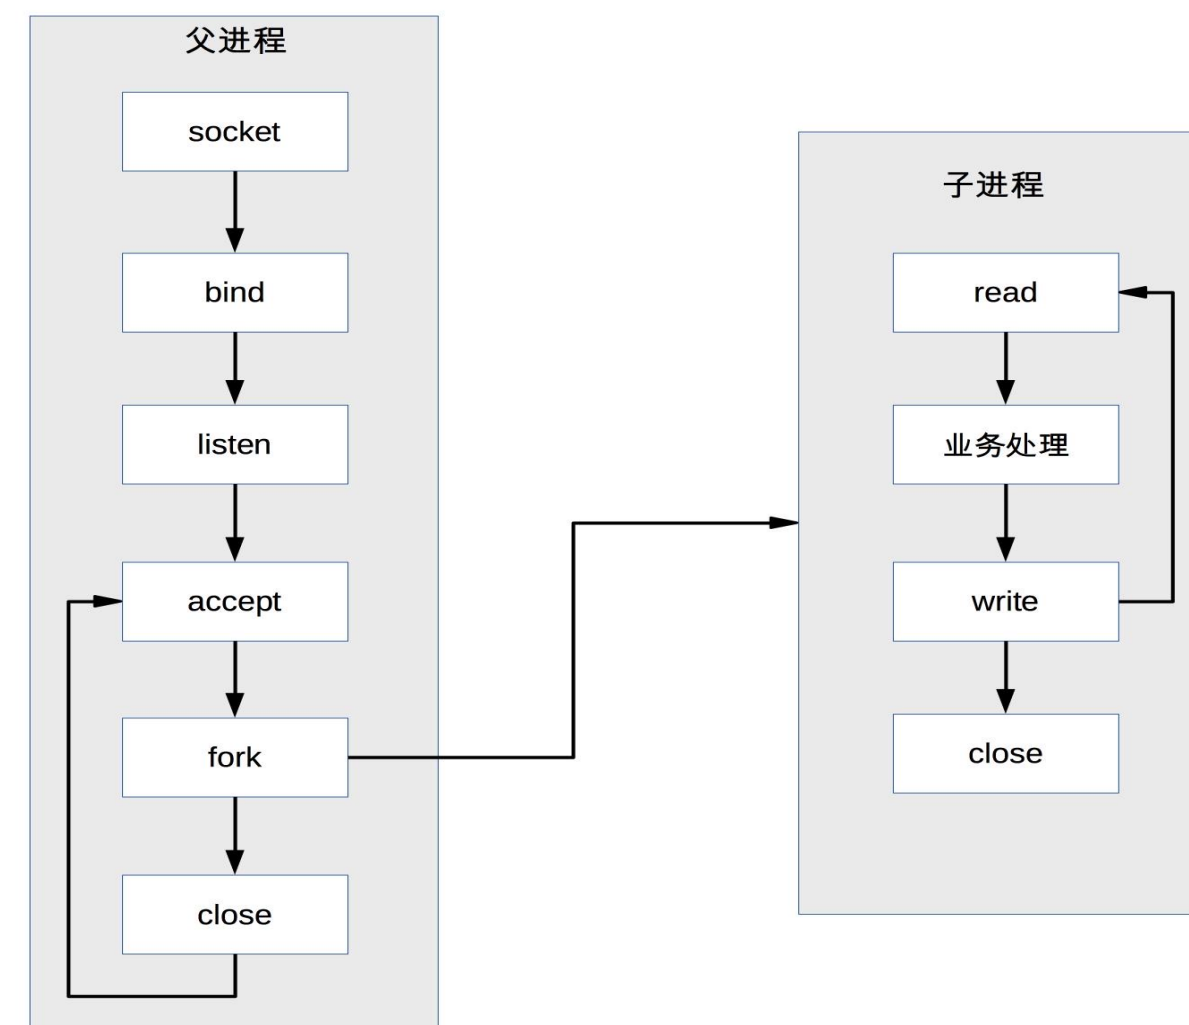 父进程
socket
bind
listen
accept
fork
close
子进程
read
业务处理
write
close